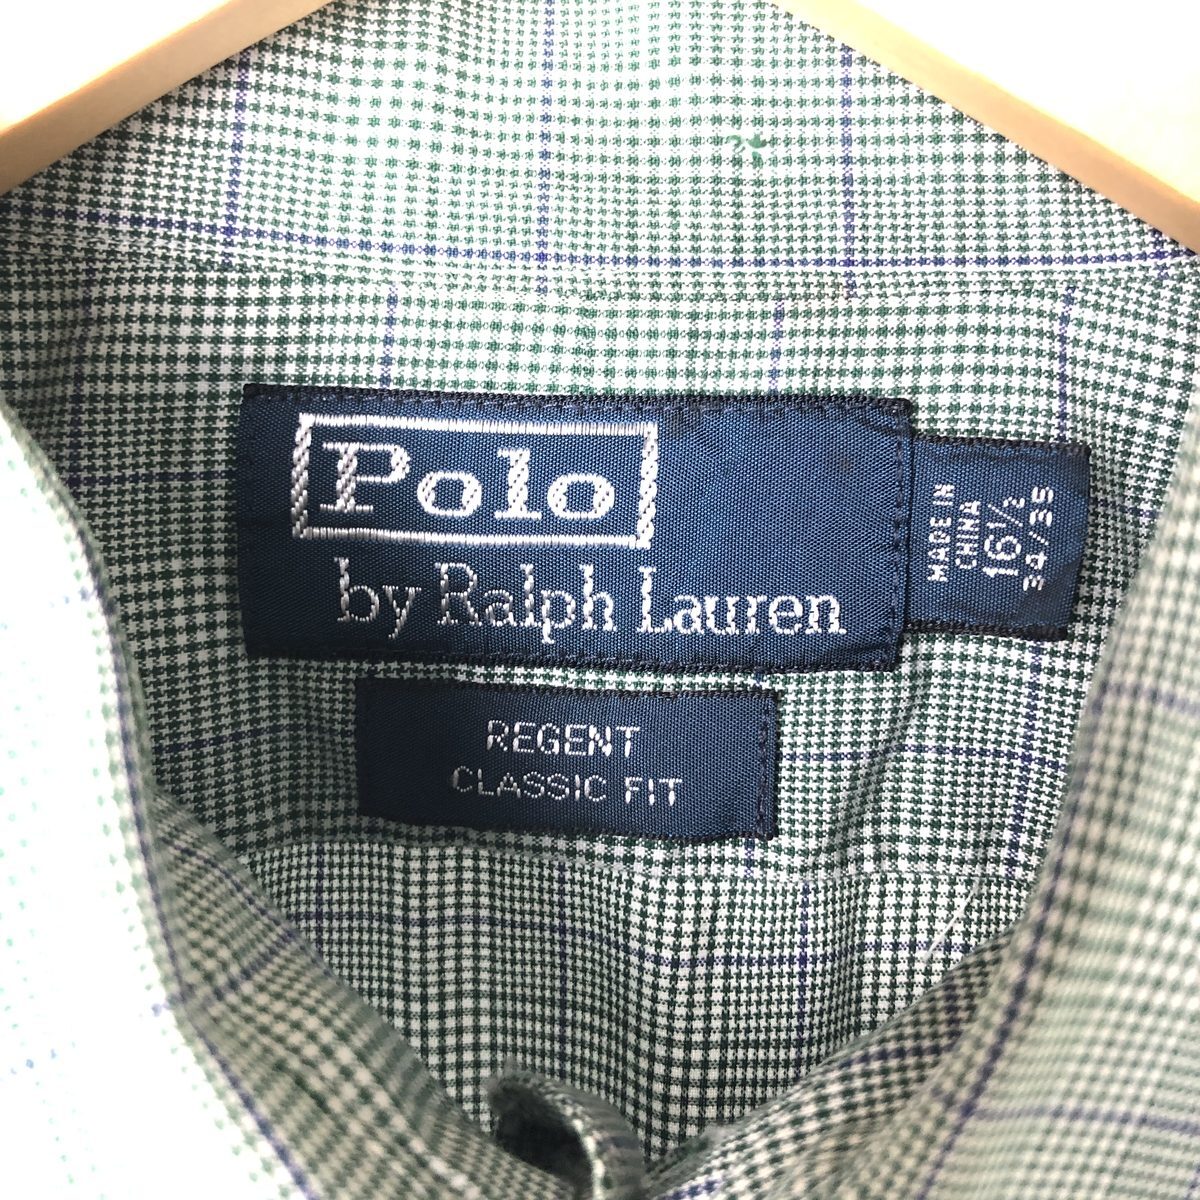 Polo
by Ralph Lauren
MADE IN
CHINA
16½
34/35
REGENT
CLASSIC FIT